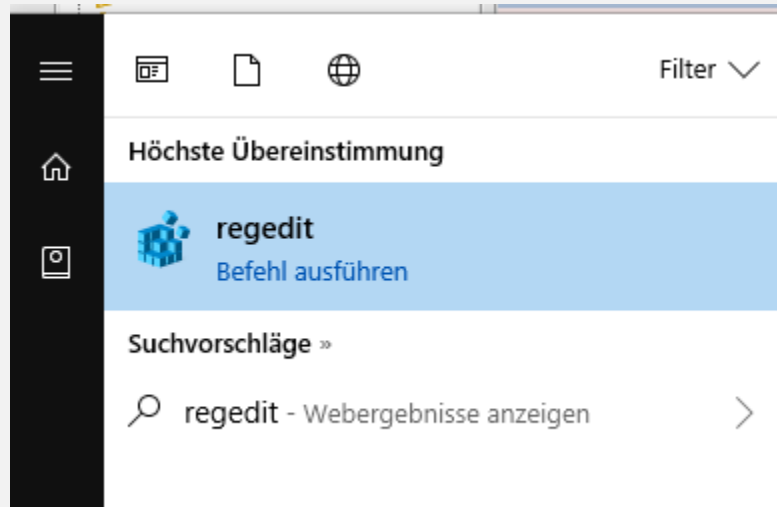 Filter
Höchste Übereinstimmung
regedit
Befehl ausführen
Suchvorschläge »
regedit - Webergebnisse anzeigen